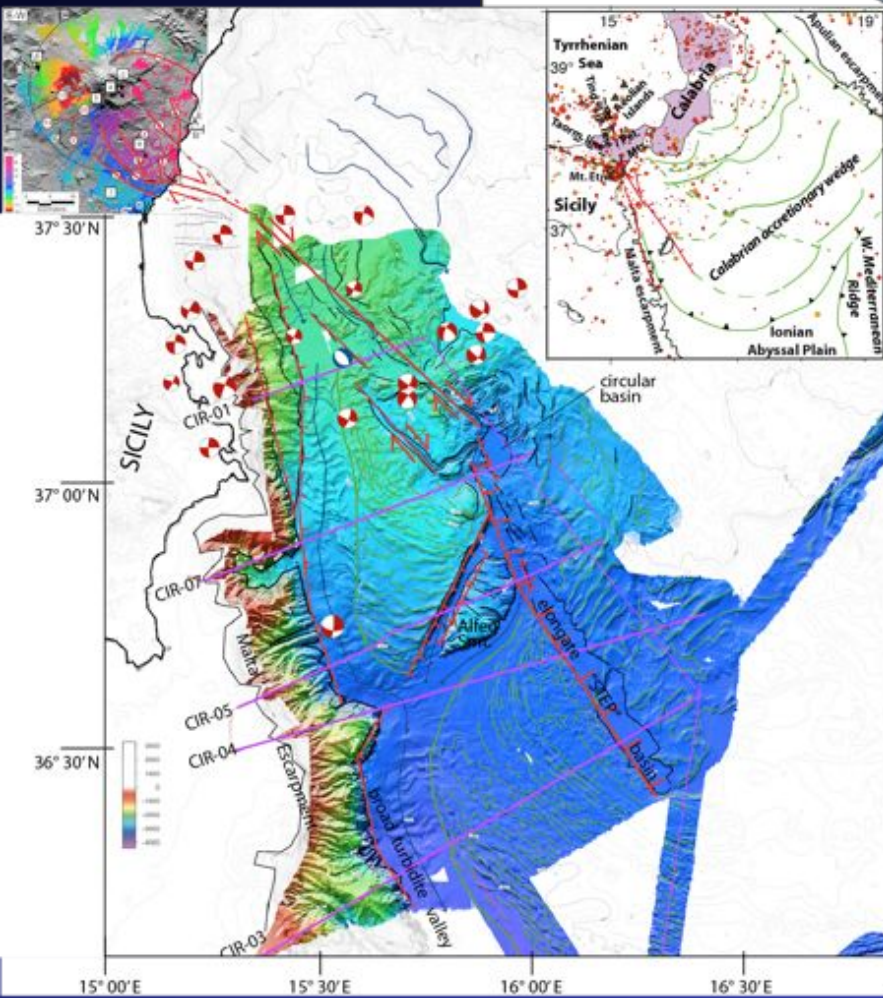 E-W
15°
19°
Tyrrhenian
Sea
39°
Apulian escarpment
Aeolian
Islands
Calabria
Mt. Etna
Sicily
37°
Calabrian accretionary wedge
Malta escarpment
W. Mediterranean
Ridge
Ionian
Abyssal Plain
37° 30'N
circular
basin
CIR-01
SICILY
37° 00'N
CIR-07
Alfeo
Smt.
elongare
STEP
basin
Malta
Escarpment
CIR-05
CIR-04
36° 30'N
broad turbidite
valley
CIR-03
15° 00'E
15° 30'E
16° 00'E
16° 30'E